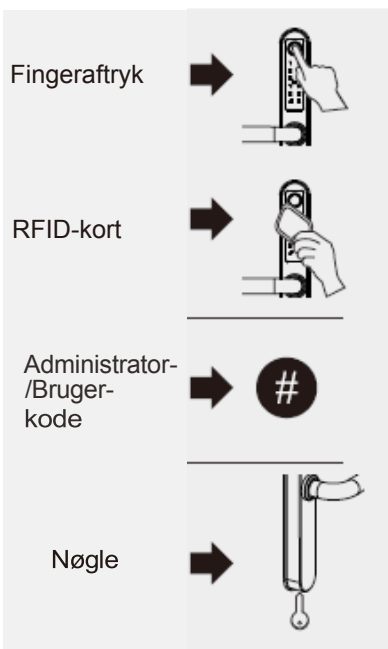 Fingeraftryk
RFID-kort
Administrator-
/Bruger-
kode
#
Nøgle